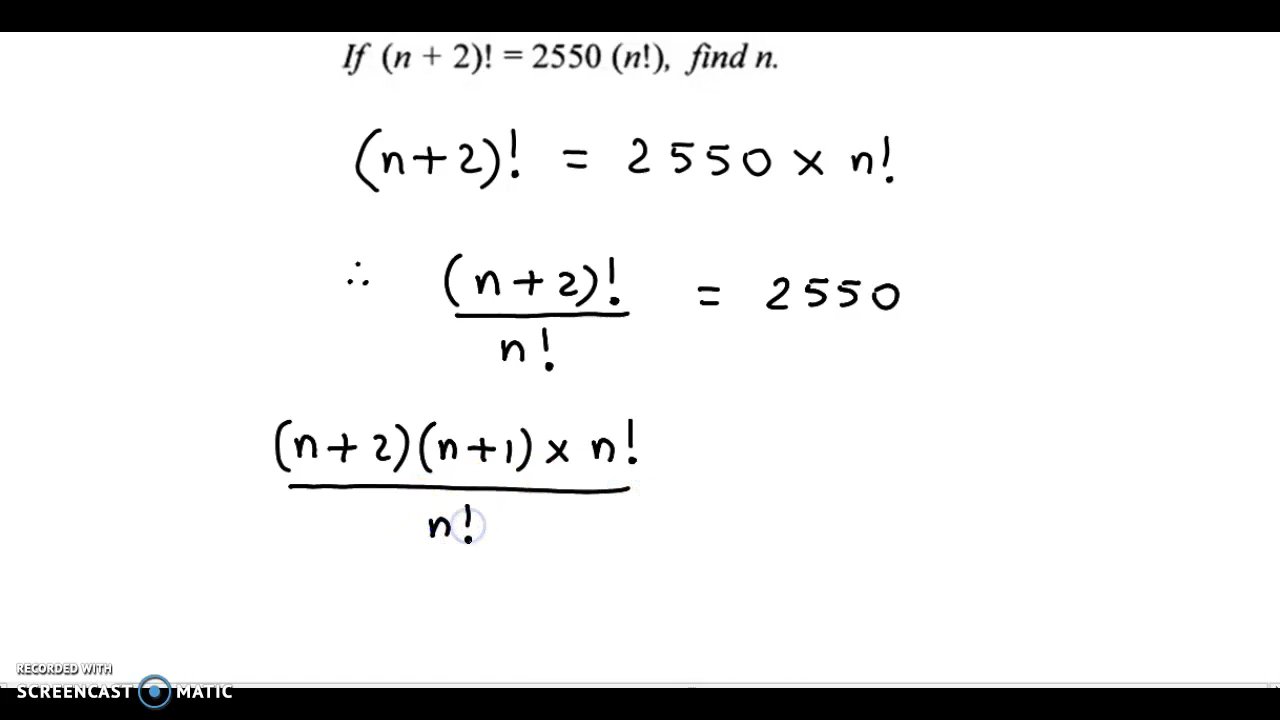 If (n + 2)! = 2550 (n!), find n.
(n+2)! = 2550 × n!
∴ (n+2)! = 2550
n!
(n+2)(n+1) × n!
n!
RECORDED WITH
SCREENCAST MATIC